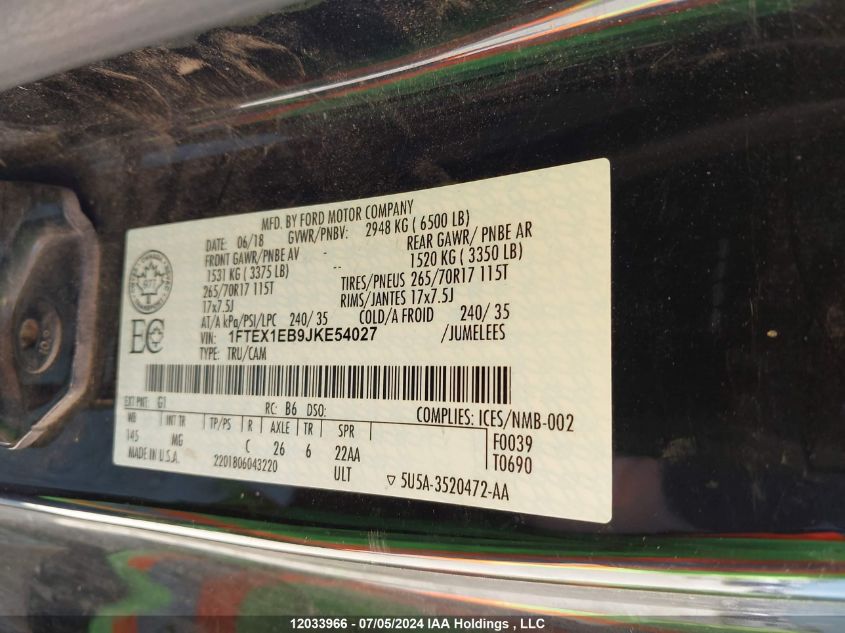 MFD. BY FORD MOTOR COMPANY
DATE: 06/18 GVWR/PNBV: 2948 KG ( 6500 LB)
FRONT GAWR/PNBE AV - REAR GAWR/ PNBE AR
1531 KG ( 3375 LB) -- 1520 KG ( 3350 LB)
265/70R17 115T TIRES/PNEUS 265/70R17 115T
17x7.5J RIMS/JANTES 17x7.5J
AT/A kPa/PSI/LPC 240/ 35 COLD/A FROID 240/ 35
VIN: 1FTEX1EB9JKE54027 /JUMELEES
TYPE: TRU/CAM
EXT PNT: G1 RC: B6 DSO: COMPLIES: ICES/NMB-002
WB INT TR TP/PS R AXLE TR SPR F0039
145 MG C 26 6 22AA T0690
MADE IN U.S.A. 2201806043220 ULT ▽ 5U5A-3520472-AA
12033966 - 07/05/2024 IAA Holdings , LLC